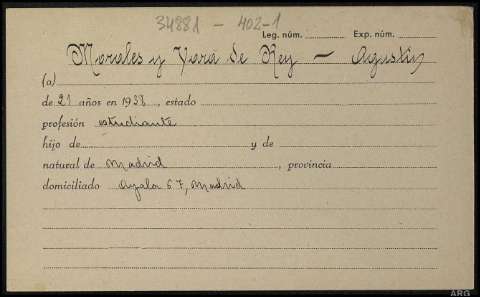 34881 - 402-1
Leg. núm. Exp. núm.
Morales y Vara de Rey - Agustín
(a)
de 21 años en 1938, estado
profesión estudiante
hijo de y de
natural de Madrid, provincia
domiciliado Ayala 67, Madrid
ARG